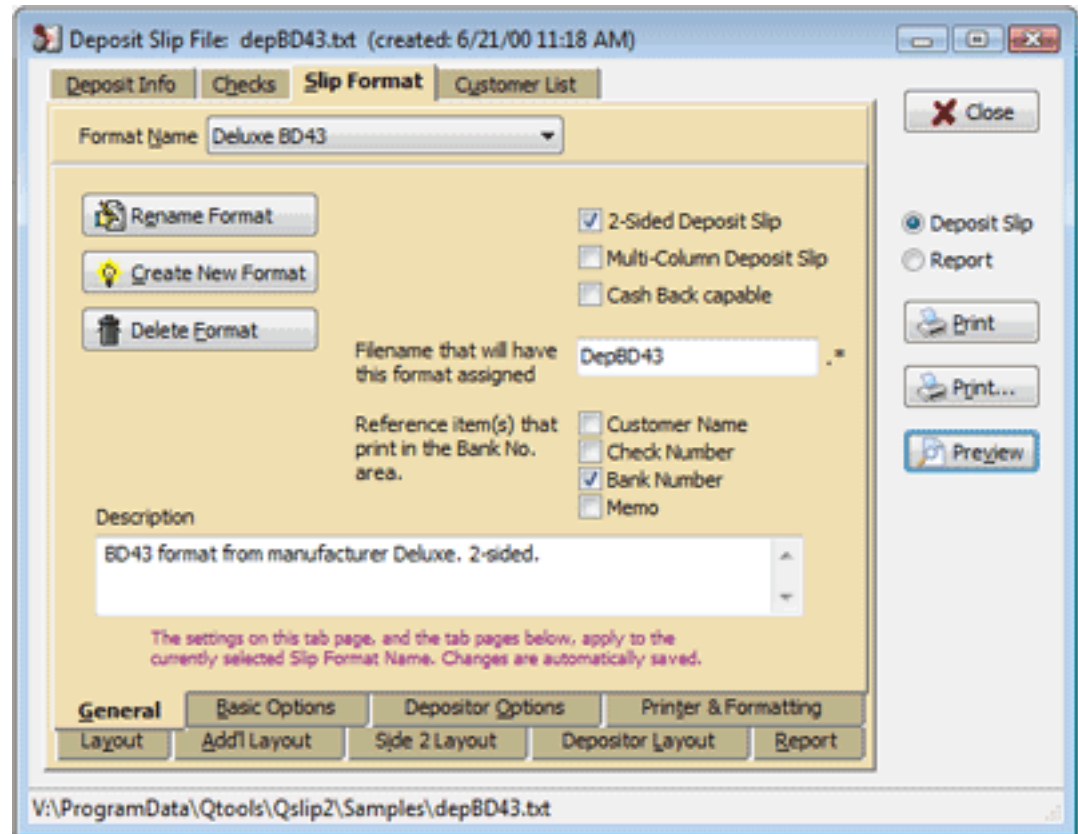 Deposit Slip File: depBD43.txt (created: 6/21/00 11:18 AM)
Deposit Info Checks Slip Format Customer List
Close
Format Name Deluxe BD43
Rename Format
2-Sided Deposit Slip
Deposit Slip
Multi-Column Deposit Slip
Report
Create New Format
Cash Back capable
Delete Format
Print
Filename that will have
this format assigned
DepBD43 .*
Print...
Reference item(s) that
print in the Bank No.
area.
Customer Name
Check Number
Bank Number
Memo
Preview
Description
BD43 format from manufacturer Deluxe. 2-sided.
The settings on this tab page, and the tab pages below, apply to the
currently selected Slip Format Name. Changes are automatically saved.
General Basic Options Depositor Options Printer & Formatting
Layout Add'l Layout Side 2 Layout Depositor Layout Report
V:\ProgramData\Qtools\Qslip2\Samples\depBD43.txt